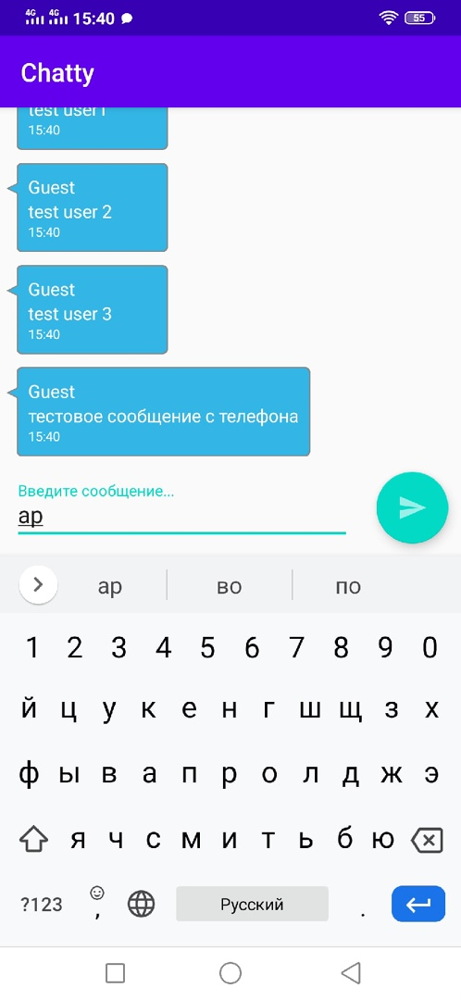 4G 4G 15:40 55
Chatty
test user1
15:40
Guest
test user 2
15:40
Guest
test user 3
15:40
Guest
тестовое сообщение с телефона
15:40
Введите сообщение...
ар
ар во по
1 2 3 4 5 6 7 8 9 0
й ц у к е н г ш щ з х
ф ы в а п р о л д ж э
я ч с м и т ь б ю
?123 , Русский .